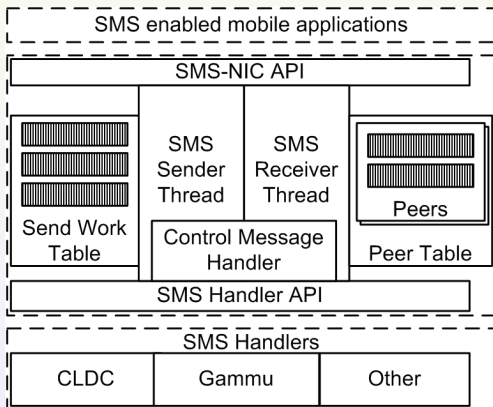 SMS enabled mobile applications
SMS-NIC API
Send Work
Table
SMS
Sender
Thread
SMS
Receiver
Thread
Control Message
Handler
Peers
Peer Table
SMS Handler API
SMS Handlers
CLDC
Gammu
Other